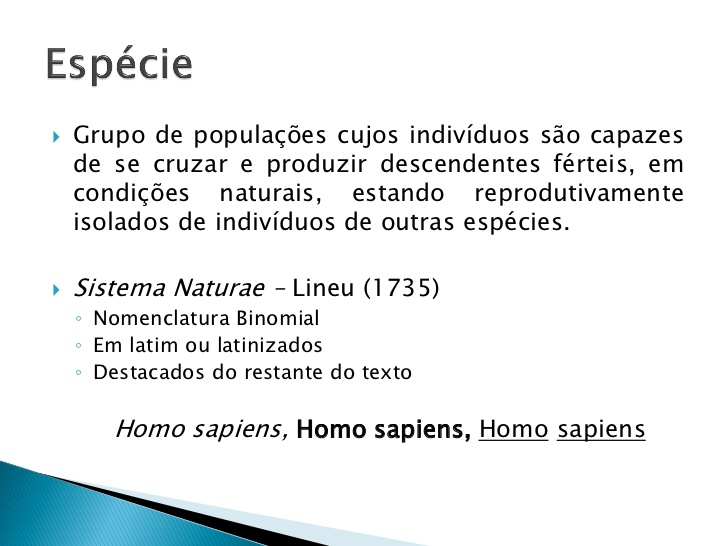 Espécie
Grupo de populações cujos indivíduos são capazes
de se cruzar e produzir descendentes férteis, em
condições naturais, estando reprodutivamente
isolados de indivíduos de outras espécies.
Sistema Naturae – Lineu (1735)
Nomenclatura Binomial
Em latim ou latinizados
Destacados do restante do texto
Homo sapiens, Homo sapiens, Homo sapiens